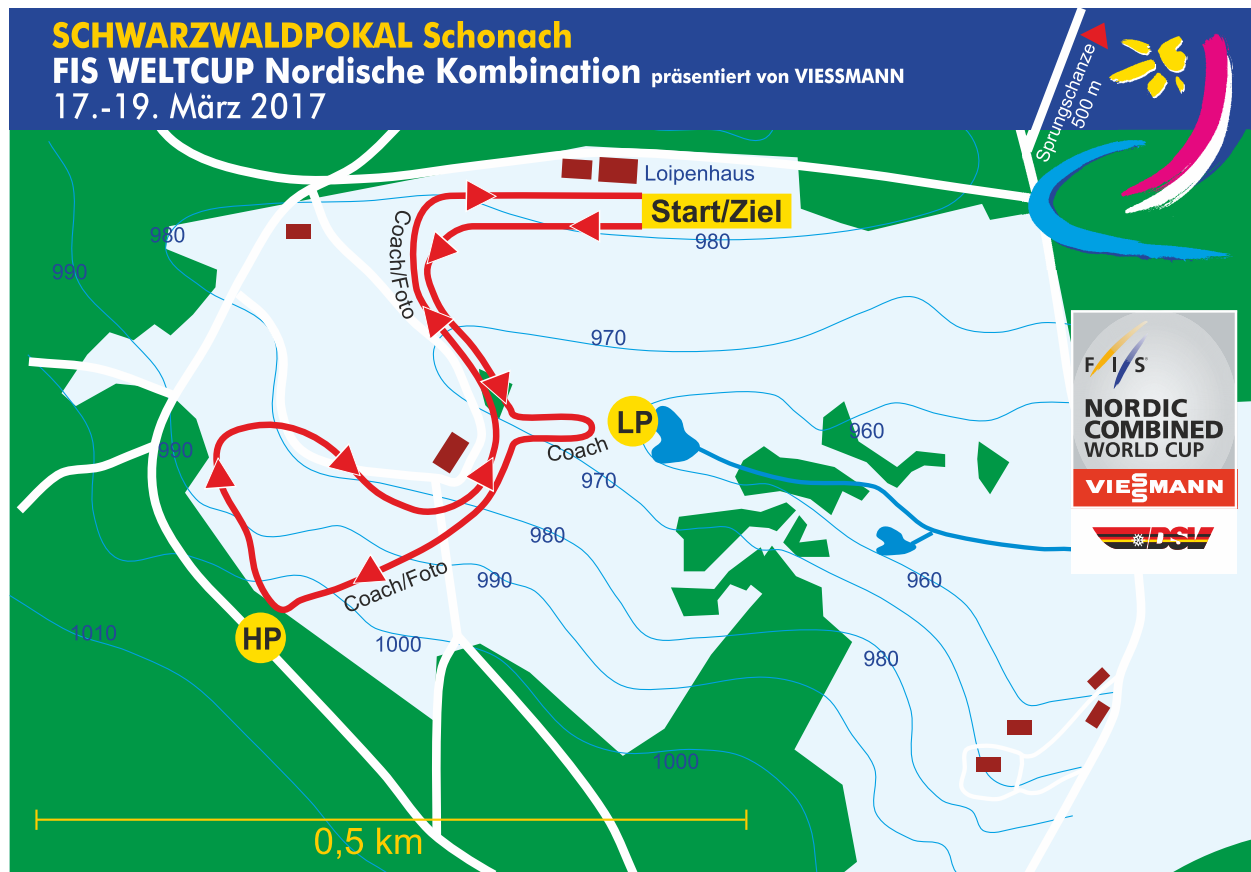 SCHWARZWALDPOKAL Schonach
FIS WELTCUP Nordische Kombination präsentiert von VIESSMANN
17.-19. März 2017
Sprungschanze
500 m
Loipenhaus
Start/Ziel
980
980
990
Coach/Foto
970
LP
960
Coach
970
990
980
990
960
Coach/Foto
HP
1010
1000
980
1000
0,5 km
FIS
NORDIC
COMBINED
WORLD CUP
VIESSMANN
DSV